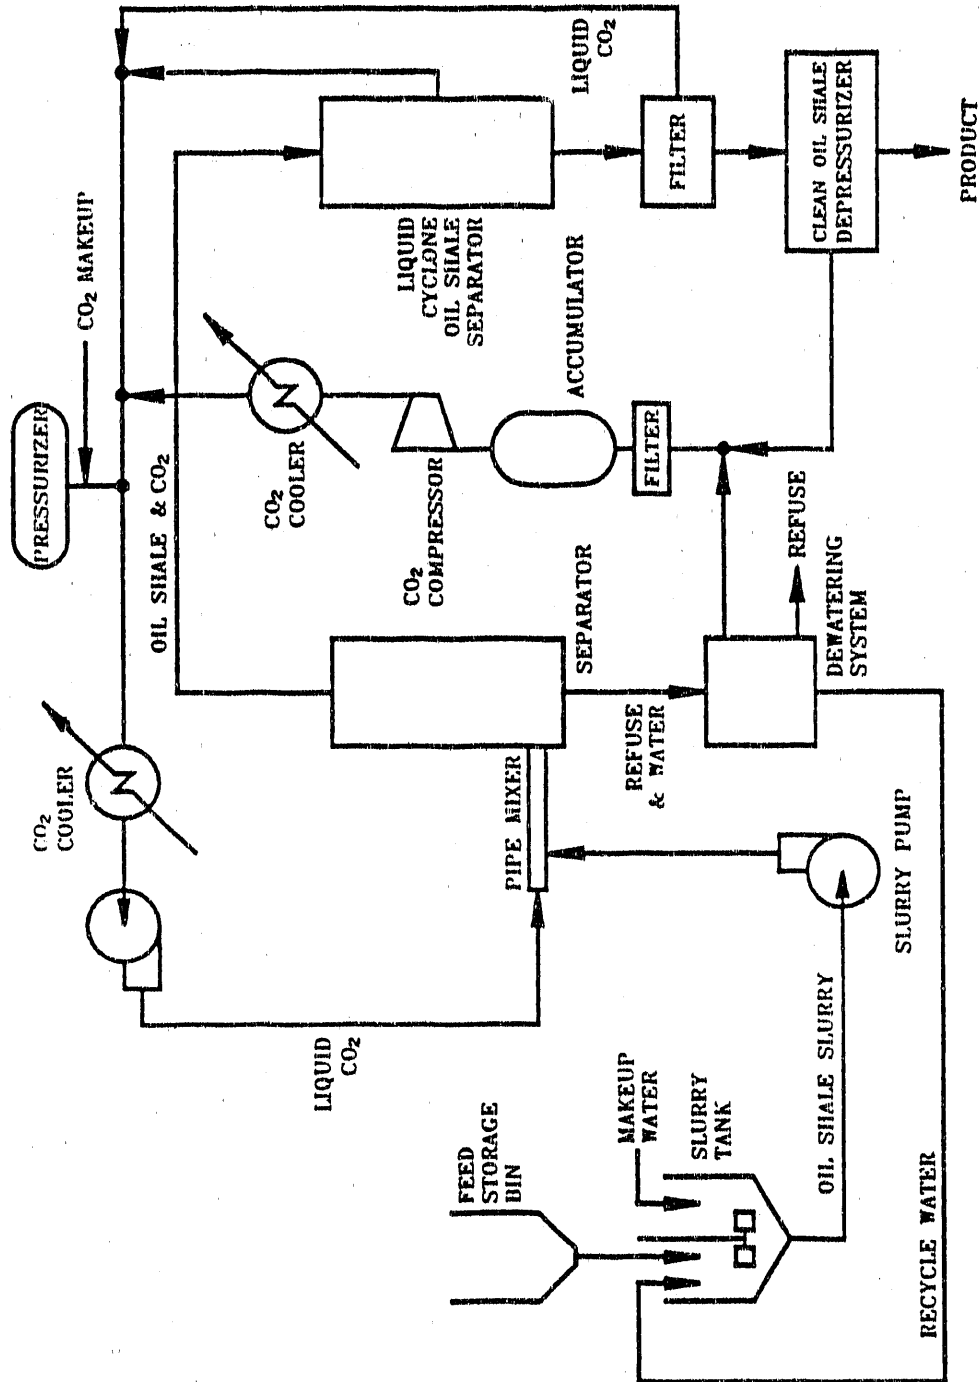 PRESSURIZER
CO₂ MAKEUP
LIQUID
CO₂
CO₂
COOLER
OIL SHALE & CO₂
CO₂
COOLER
LIQUID
CYCLONE
OIL SHALE
SEPARATOR
FILTER
CLEAN OIL SHALE
DEPRESSURIZER
PRODUCT
CO₂
COMPRESSOR
ACCUMULATOR
FILTER
LIQUID
CO₂
PIPE MIXER
SEPARATOR
REFUSE
& WATER
REFUSE
DEWATERING
SYSTEM
FEED
STORAGE
BIN
MAKEUP
WATER
SLURRY
TANK
OIL SHALE SLURRY
SLURRY PUMP
RECYCLE WATER